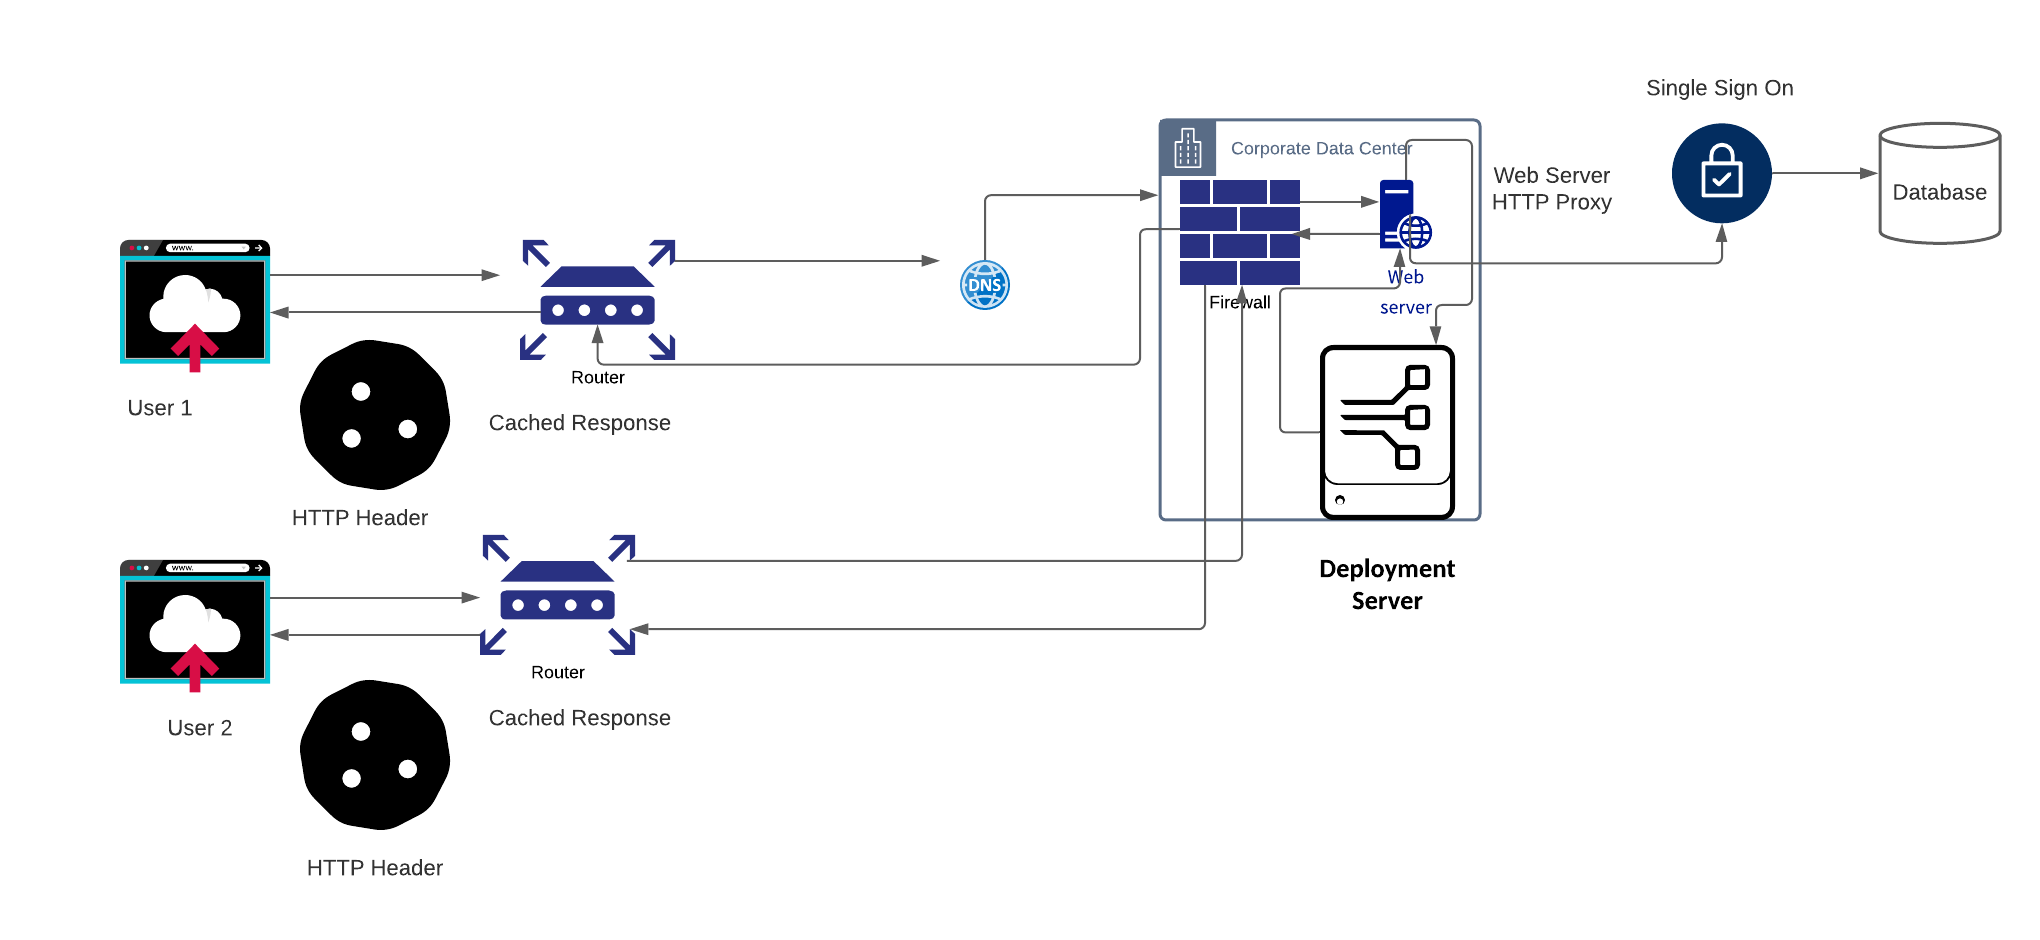 Single Sign On
Corporate Data Center
Web Server
HTTP Proxy
Database
www.
DNS
Web
server
Firewall
Router
User 1
Cached Response
HTTP Header
www.
Deployment
Server
Router
User 2
Cached Response
HTTP Header